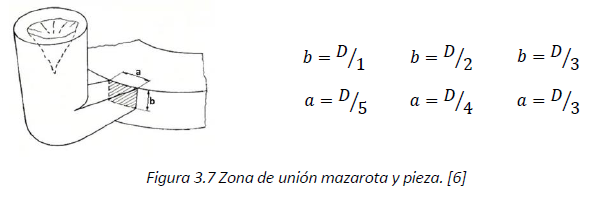 a
b
b = D/1 b = D/2 b = D/3
a = D/5 a = D/4 a = D/3
Figura 3.7 Zona de unión mazarota y pieza. [6]